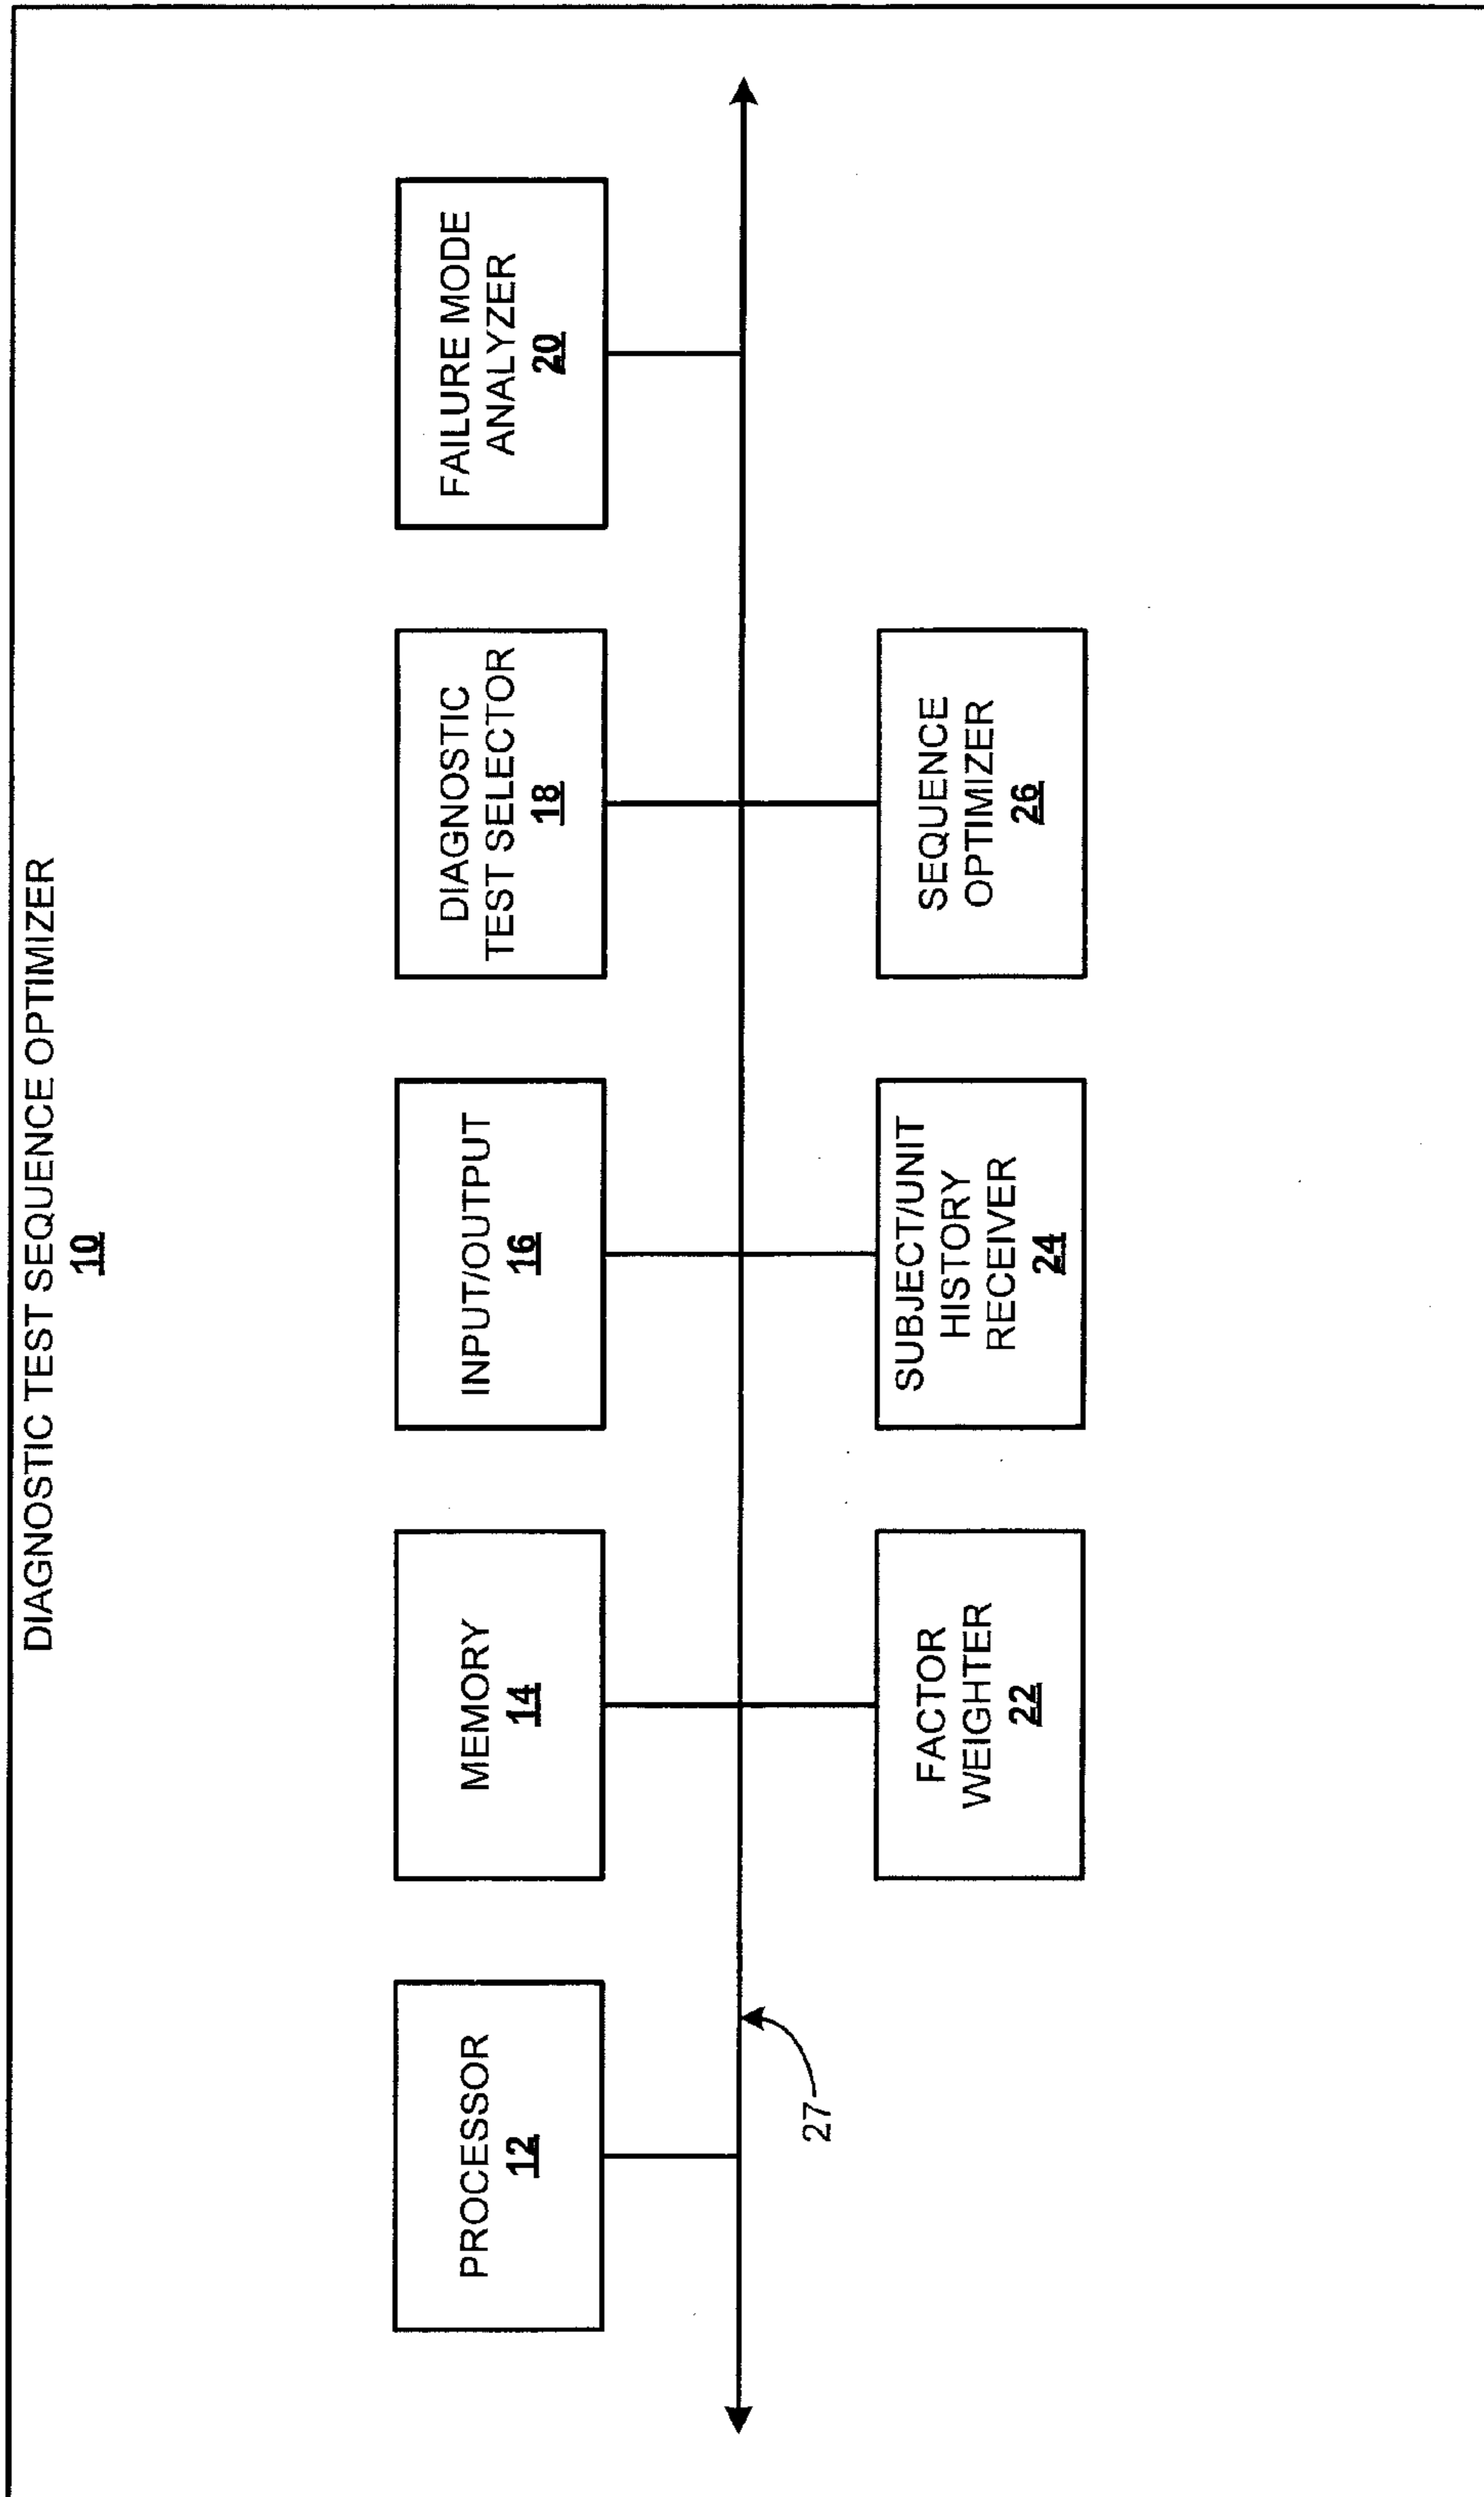 DIAGNOSTIC TEST SEQUENCE OPTIMIZER
10
PROCESSOR
12
MEMORY
14
INPUT/OUTPUT
16
DIAGNOSTIC
TEST SELECTOR
18
FAILURE MODE
ANALYZER
20
27
FACTOR
WEIGHTER
22
SUBJECT/UNIT
HISTORY
RECEIVER
24
SEQUENCE
OPTIMIZER
26